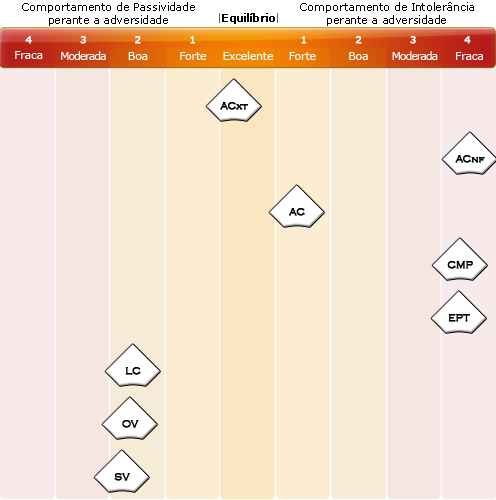 Comportamento de Passividade
perante a adversidade
|Equilíbrio|
Comportamento de Intolerância
perante a adversidade
4 3 2 1 1 2 3 4
Fraca Moderada Boa Forte Excelente Forte Boa Moderada Fraca
ACXT
ACNF
AC
CMP
EPT
LC
OV
SV